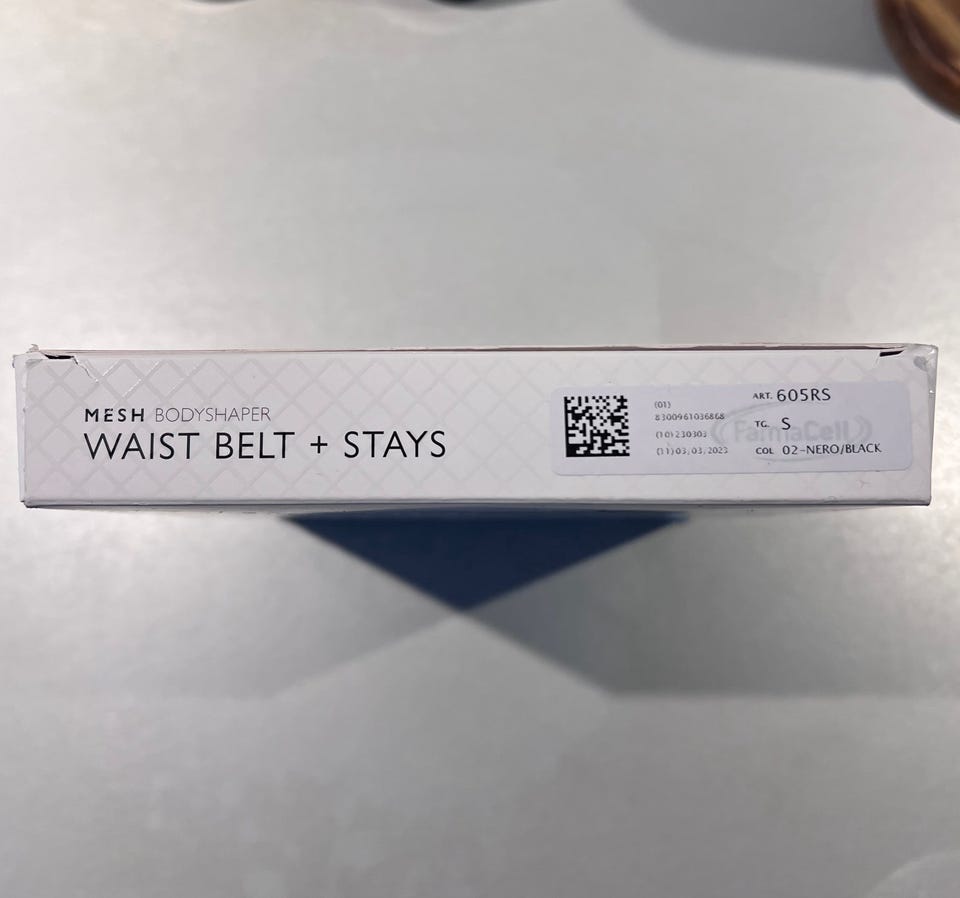 MESH BODYSHAPER
WAIST BELT + STAYS
(01)
8300961036868
(10)230303
(11)03, 03, 2023
FarmaCell
ART. 605RS
TG. S
COL 02-NERO/BLACK